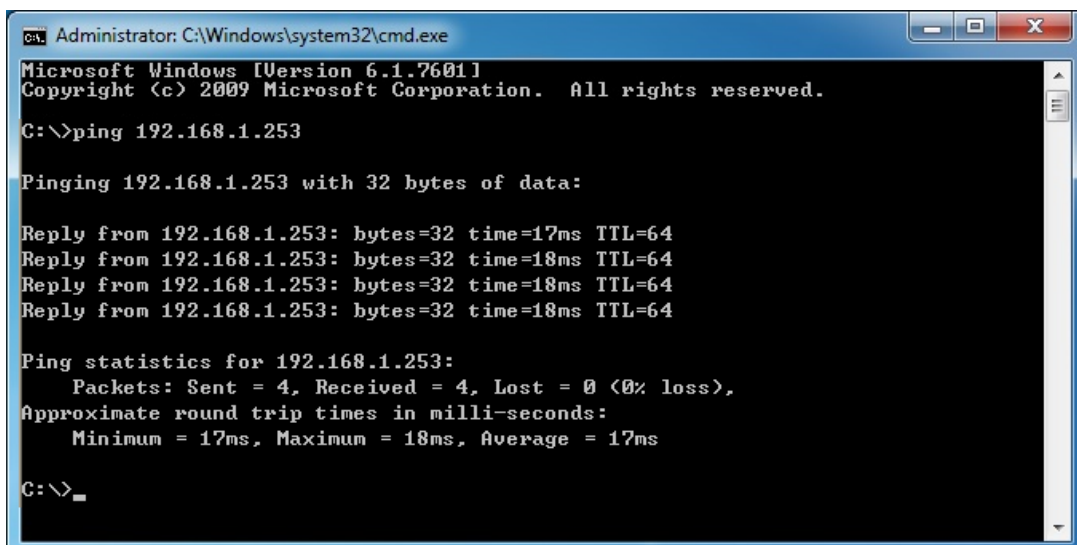 Administrator: C:\Windows\system32\cmd.exe
Microsoft Windows [Version 6.1.7601]
Copyright (c) 2009 Microsoft Corporation.  All rights reserved.
C:\>ping 192.168.1.253
Pinging 192.168.1.253 with 32 bytes of data:
Reply from 192.168.1.253: bytes=32 time=17ms TTL=64
Reply from 192.168.1.253: bytes=32 time=18ms TTL=64
Reply from 192.168.1.253: bytes=32 time=18ms TTL=64
Reply from 192.168.1.253: bytes=32 time=18ms TTL=64
Ping statistics for 192.168.1.253:
    Packets: Sent = 4, Received = 4, Lost = 0 (0% loss),
Approximate round trip times in milli-seconds:
    Minimum = 17ms, Maximum = 18ms, Average = 17ms
C:\>_